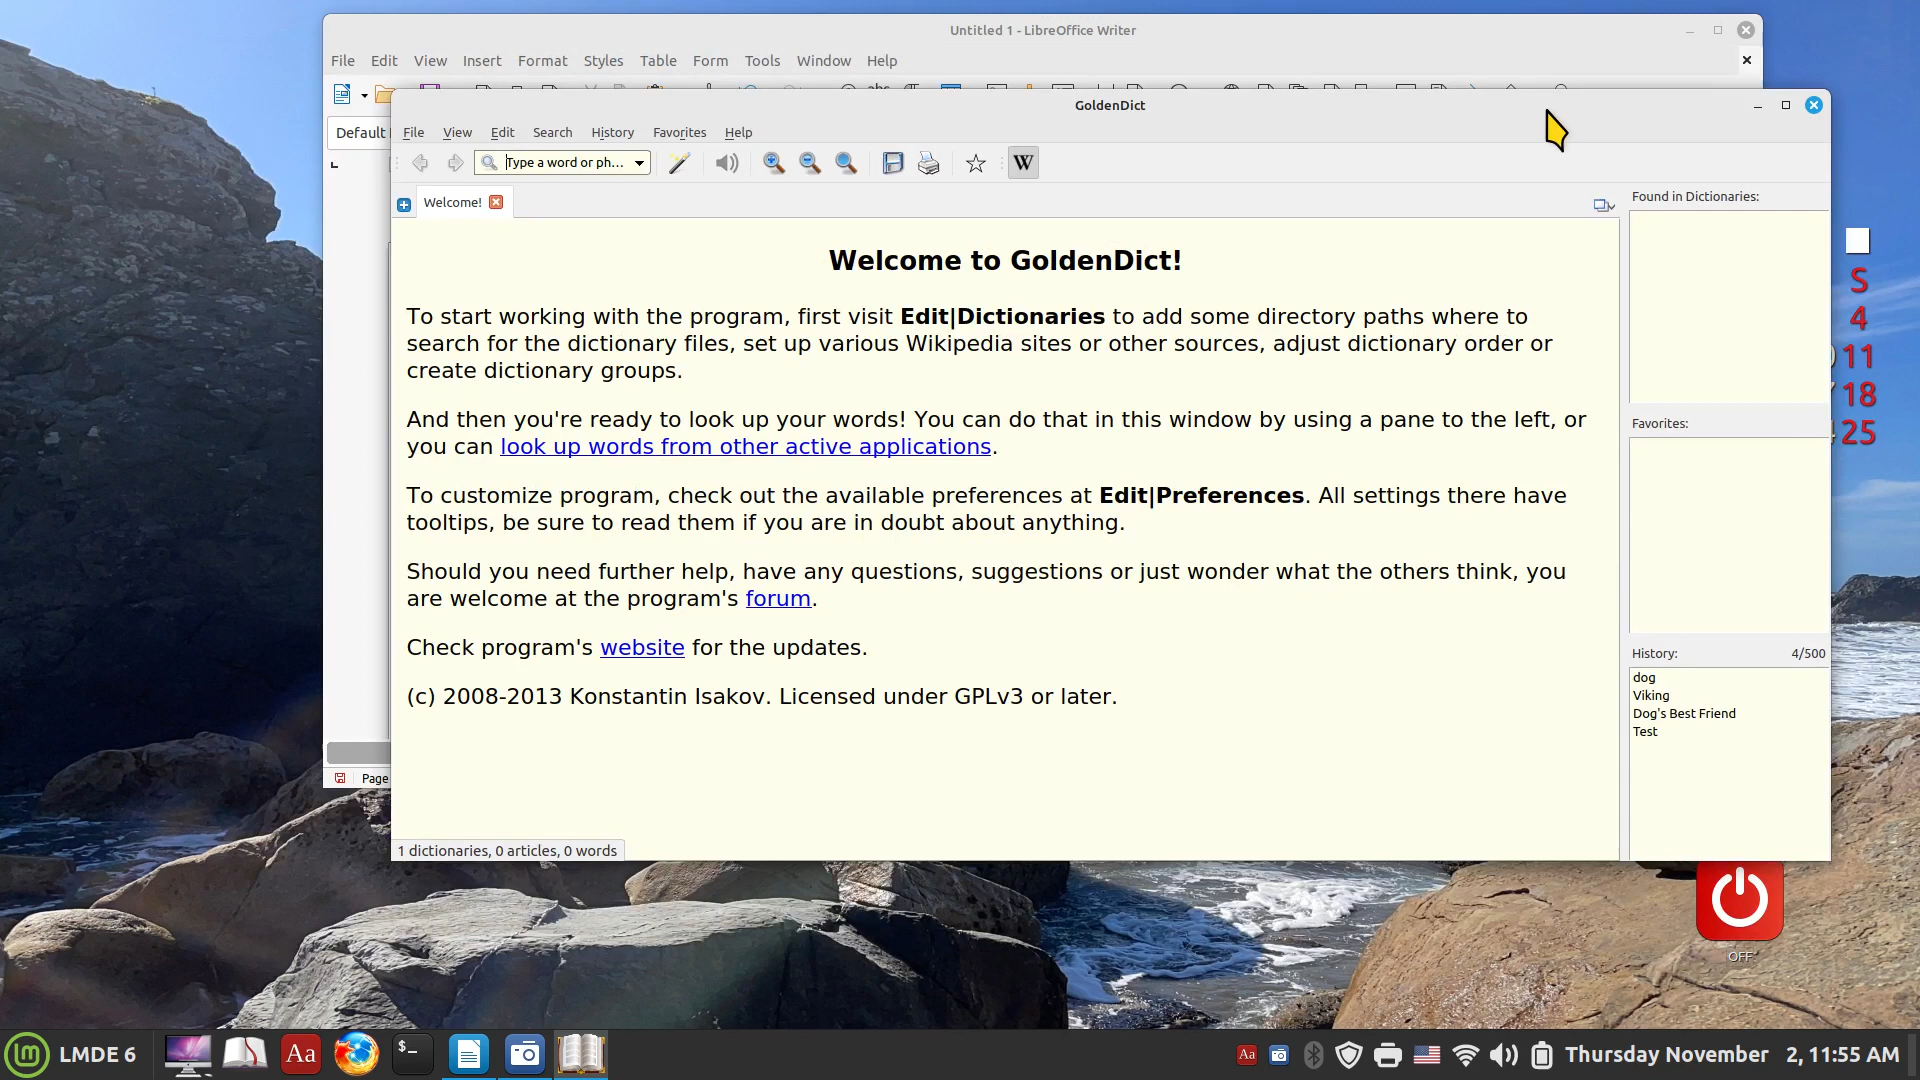 Untitled 1 - LibreOffice Writer
File Edit View Insert Format Styles Table Form Tools Window Help
Default
GoldenDict
File View Edit Search History Favorites Help
Type a word or ph... W
Welcome!
Found in Dictionaries:
Welcome to GoldenDict!
To start working with the program, first visit Edit|Dictionaries to add some directory paths where to
search for the dictionary files, set up various Wikipedia sites or other sources, adjust dictionary order or
create dictionary groups.
And then you're ready to look up your words! You can do that in this window by using a pane to the left, or
you can look up words from other active applications.
To customize program, check out the available preferences at Edit|Preferences. All settings there have
tooltips, be sure to read them if you are in doubt about anything.
Should you need further help, have any questions, suggestions or just wonder what the others think, you
are welcome at the program's forum.
Check program's website for the updates.
(c) 2008-2013 Konstantin Isakov. Licensed under GPLv3 or later.
Favorites:
History: 4/500
dog
Viking
Dog's Best Friend
Test
1 dictionaries, 0 articles, 0 words
Page
S
4
11
18
25
OFF
LMDE 6
Aa
Aa
Thursday November 2, 11:55 AM